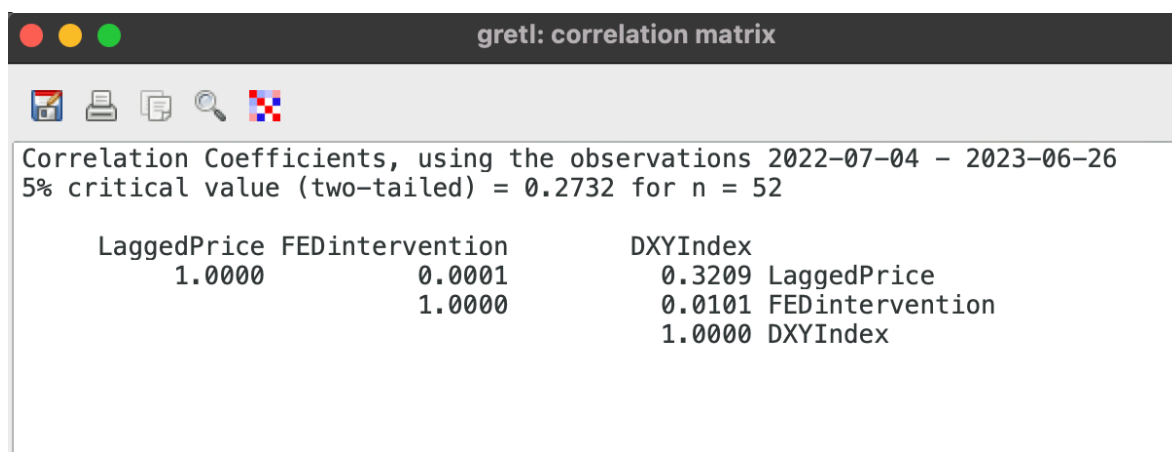 gretl: correlation matrix
Correlation Coefficients, using the observations 2022-07-04 - 2023-06-26
5% critical value (two-tailed) = 0.2732 for n = 52
LaggedPrice FEDintervention DXYIndex
1.0000 0.0001 0.3209 LaggedPrice
1.0000 0.0101 FEDintervention
1.0000 DXYIndex